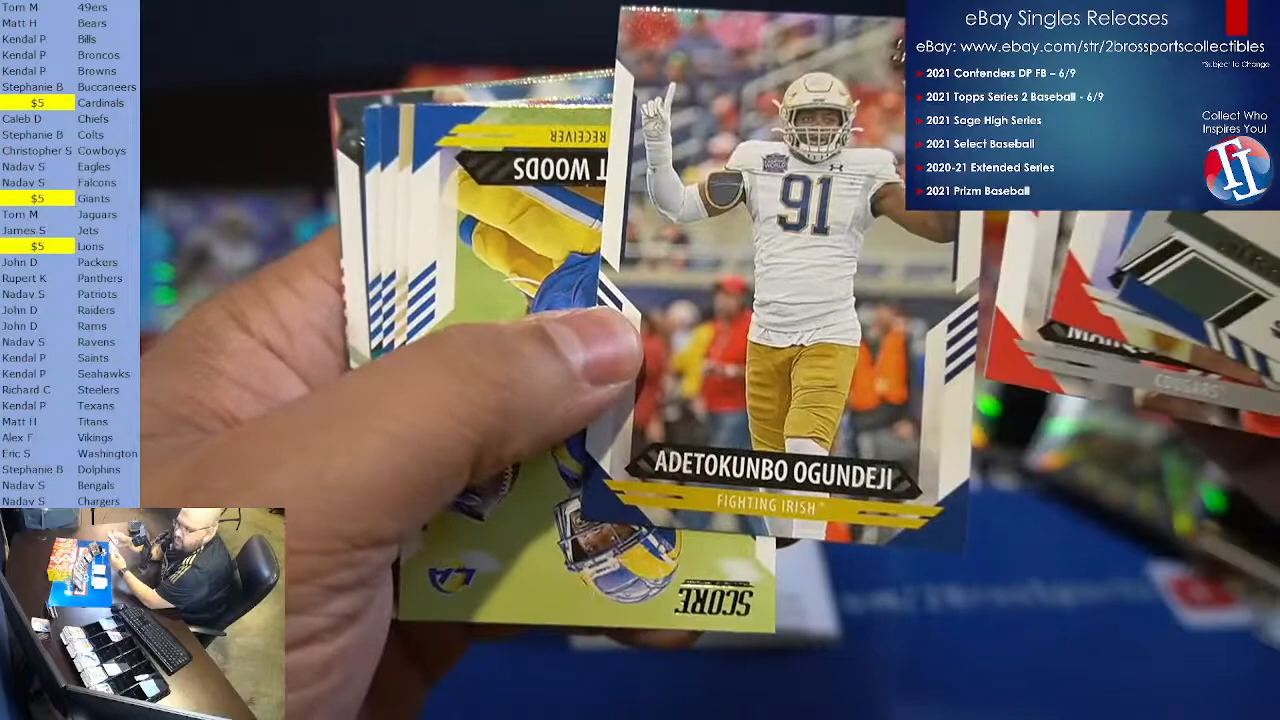 Tom M 49ers
Matt H Bears
Kendal P Bills
Kendal P Broncos
Kendal P Browns
Stephanie B Buccaneers
$5 Cardinals
Caleb D Chiefs
Stephanie B Colts
Christopher S Cowboys
Nadav S Eagles
Nadav S Falcons
$5 Giants
Tom M Jaguars
James S Jets
$5 Lions
John D Packers
Rupert K Panthers
Nadav S Patriots
John D Raiders
John D Rams
Nadav S Ravens
Kendal P Saints
Kendal P Seahawks
Richard C Steelers
Kendal P Texans
Matt H Titans
Alex F Vikings
Eric S Washington
Stephanie B Dolphins
Nadav S Bengals
Nadav S Chargers
RECEIVER
T WOODS
LA
SCORE
91
ADETOKUNBO OGUNDEJI
FIGHTING IRISH
COUGARS
eBay Singles Releases
eBay: www.ebay.com/str/2brossportscollectibles
*Subject to Change
2021 Contenders DP FB – 6/9
2021 Topps Series 2 Baseball - 6/9
2021 Sage High Series
2021 Select Baseball
2020-21 Extended Series
2021 Prizm Baseball
Collect Who
Inspires You!